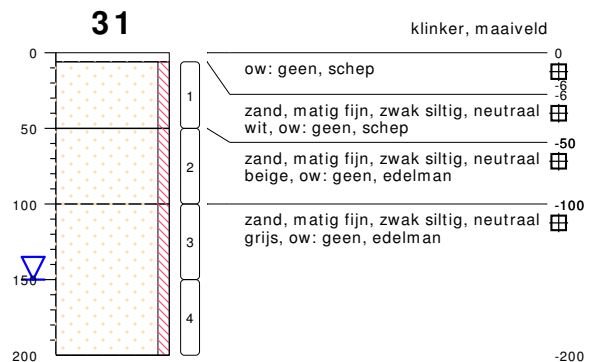 31
klinker, maaiveld
0
0
ow: geen, schep
-6
-6
1
zand, matig fijn, zwak siltig, neutraal
wit, ow: geen, schep
50
-50
2
zand, matig fijn, zwak siltig, neutraal
beige, ow: geen, edelman
100
-100
3
zand, matig fijn, zwak siltig, neutraal
grijs, ow: geen, edelman
150
4
200
-200